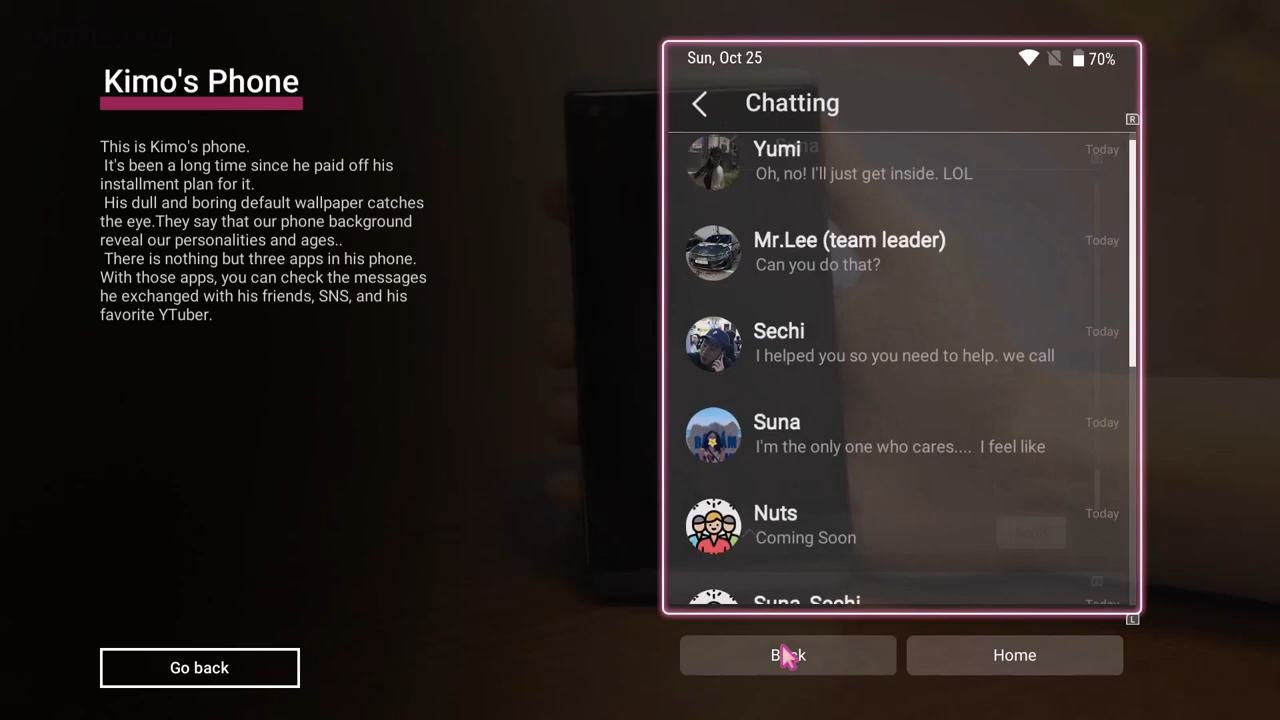 Kimo's Phone
This is Kimo's phone.
It's been a long time since he paid off his
installment plan for it.
His dull and boring default wallpaper catches
the eye.They say that our phone background
reveal our personalities and ages..
There is nothing but three apps in his phone.
With those apps, you can check the messages
he exchanged with his friends, SNS, and his
favorite YTuber.
Go back
Sun, Oct 25
70%
Chatting
R
Yumi
Today
Oh, no! I'll just get inside. LOL
Mr.Lee (team leader)
Today
Can you do that?
Sechi
Today
I helped you so you need to help. we call
Suna
Today
I'm the only one who cares.... I feel like
Nuts
Today
Coming Soon
Suna, Sechi
Today
L
Back
Home